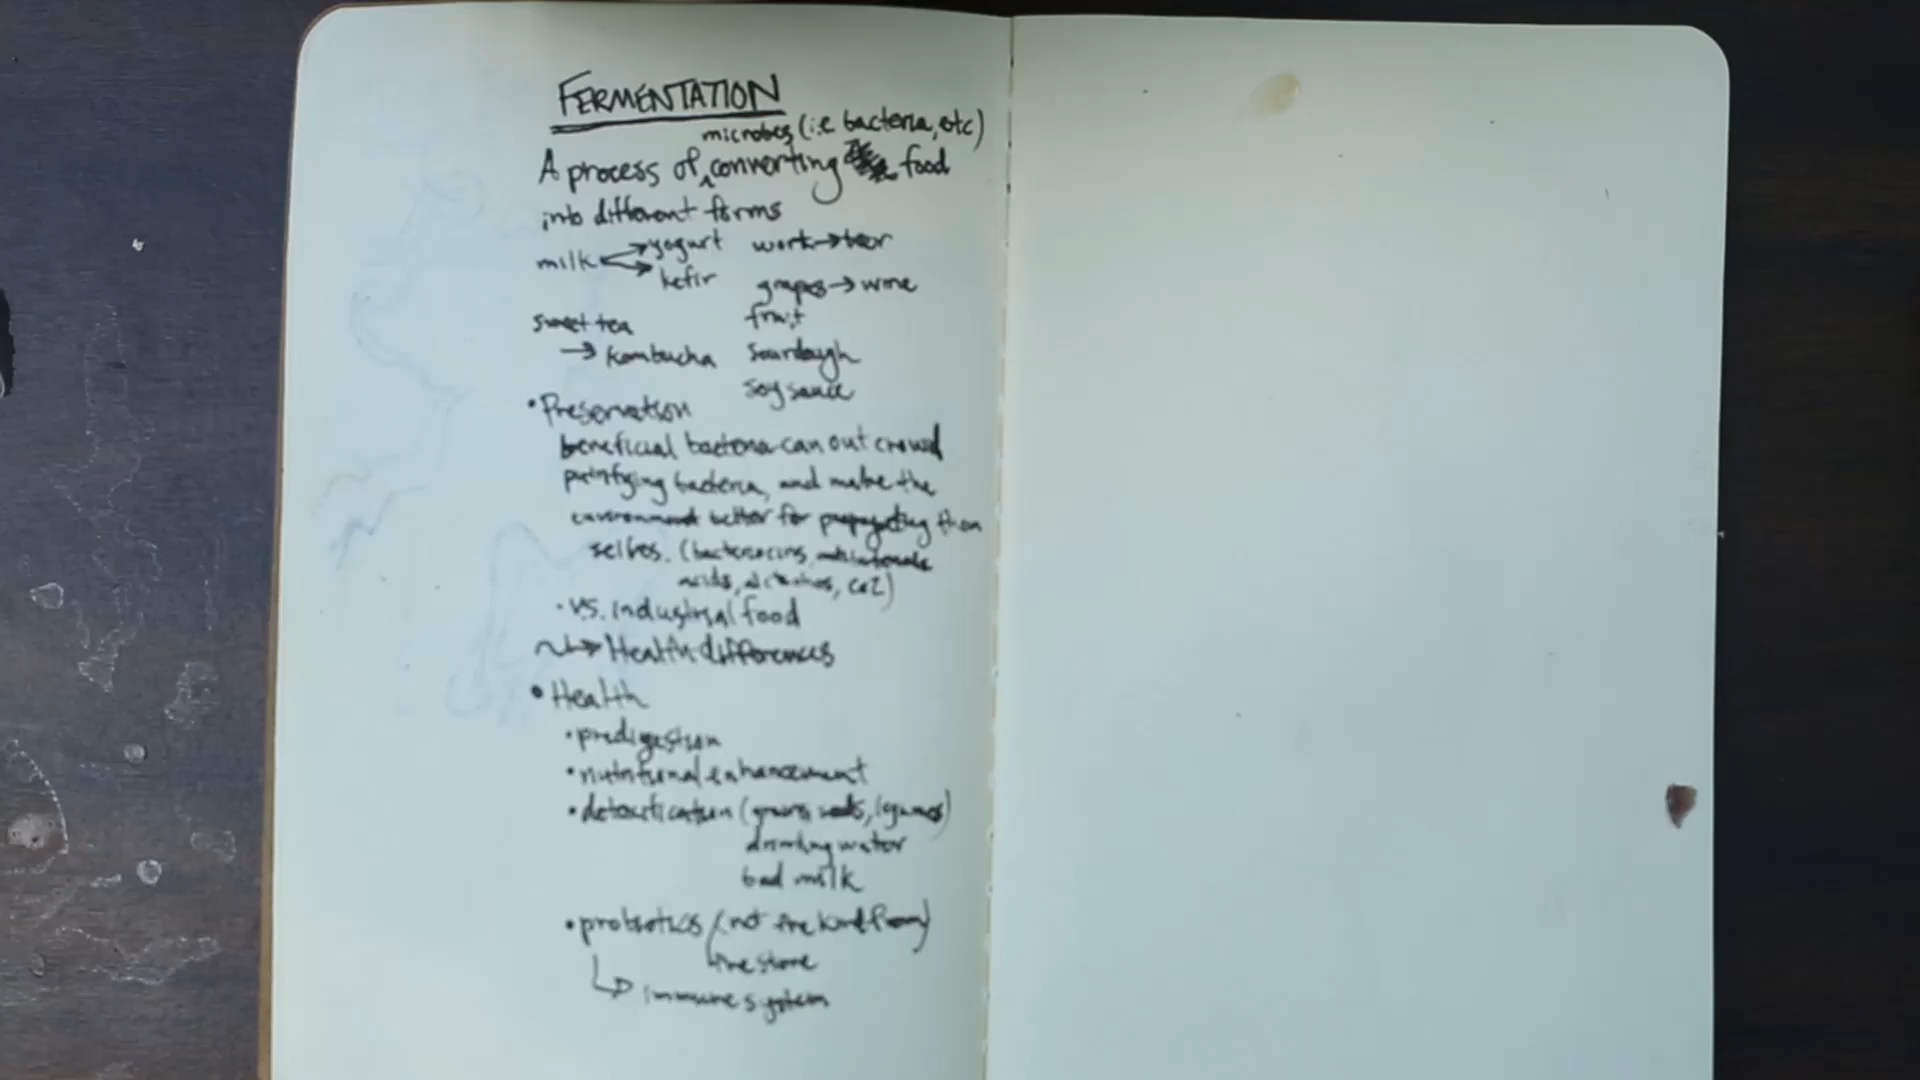 FERMENTATION
microbes (i.e bacteria, etc)
A process of converting food
into different forms
milk → yogurt
→ kefir
sweet tea
→ kombucha
wort → beer
grapes → wine
fruit
sourdough
soy sauce
• Preservation
beneficial bacteria can out crowd
putrifying bacteria, and make the
environment better for propagating them
selves. (bacteriocins,
acids, CO2)
• VS. industrial food
→ Health differences
• Health
• predigestion
• nutritional enhancement
• detoxification (grains, seeds, legumes)
drinking water
bad milk
• probiotics (not the kind from)
the store
↳ immune system